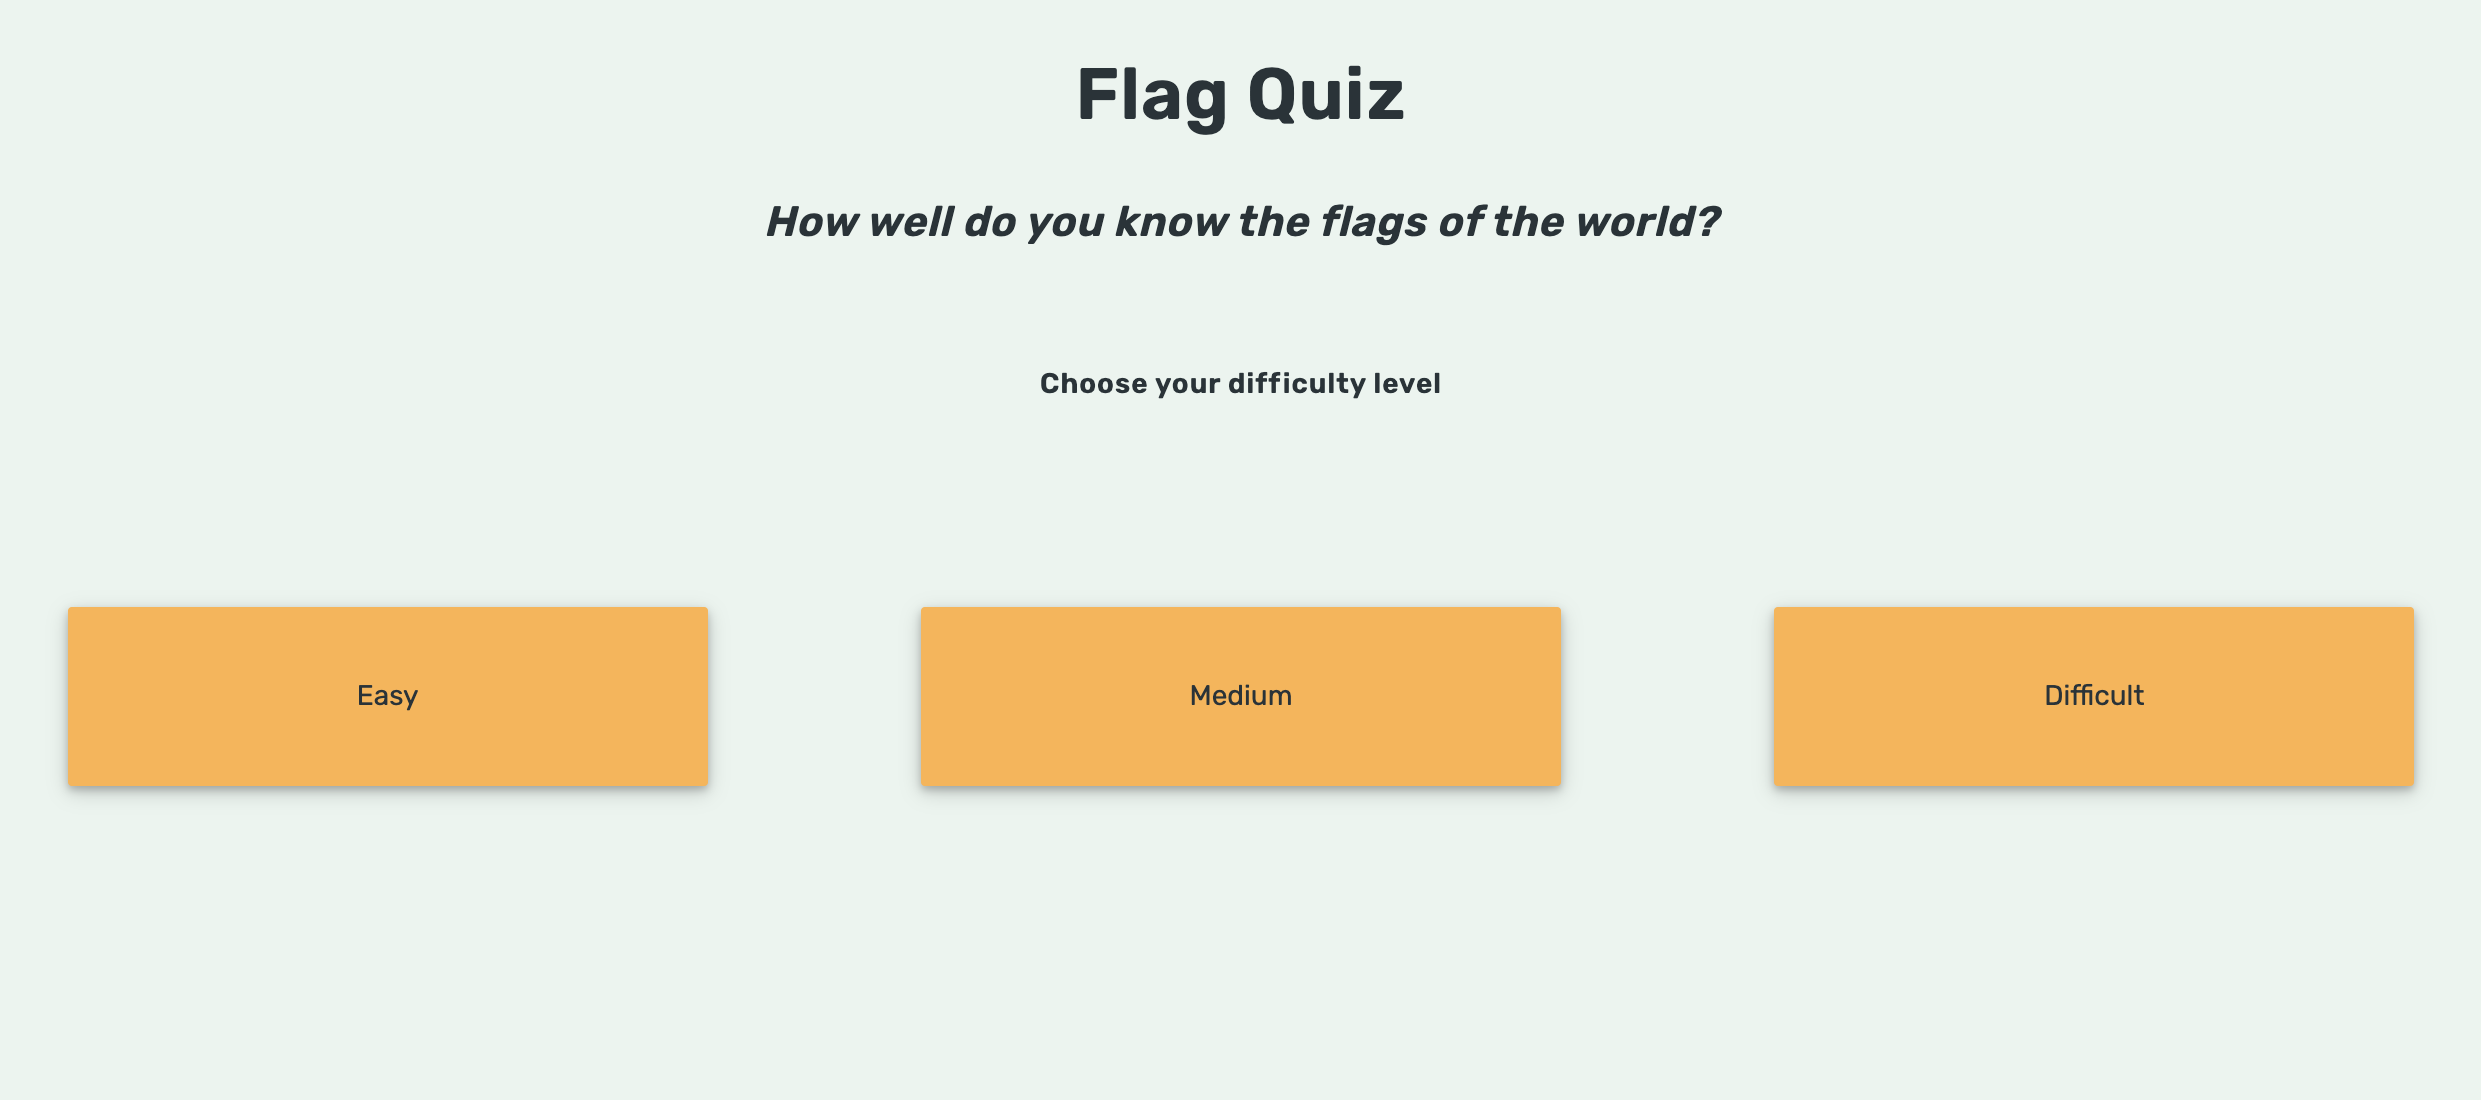 Flag Quiz
How well do you know the flags of the world?
Choose your difficulty level
Easy
Medium
Difficult